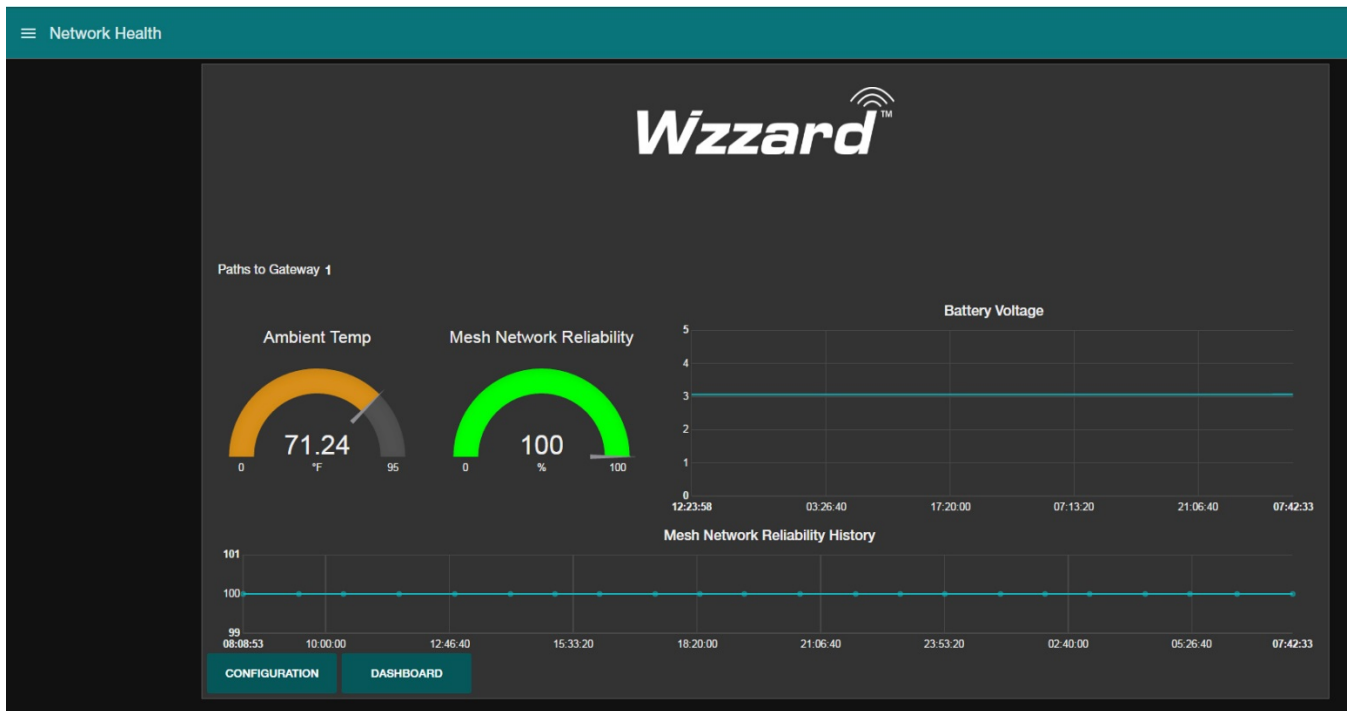 Network Health
Wzzard™
Paths to Gateway 1
Ambient Temp
71.24
0 °F 95
Mesh Network Reliability
100
0 % 100
Battery Voltage
5
4
3
2
1
0
12:23:58 03:26:40 17:20:00 07:13:20 21:06:40 07:42:33
Mesh Network Reliability History
101
100
99
08:08:53 10:00:00 12:46:40 15:33:20 18:20:00 21:06:40 23:53:20 02:40:00 05:26:40 07:42:33
CONFIGURATION DASHBOARD